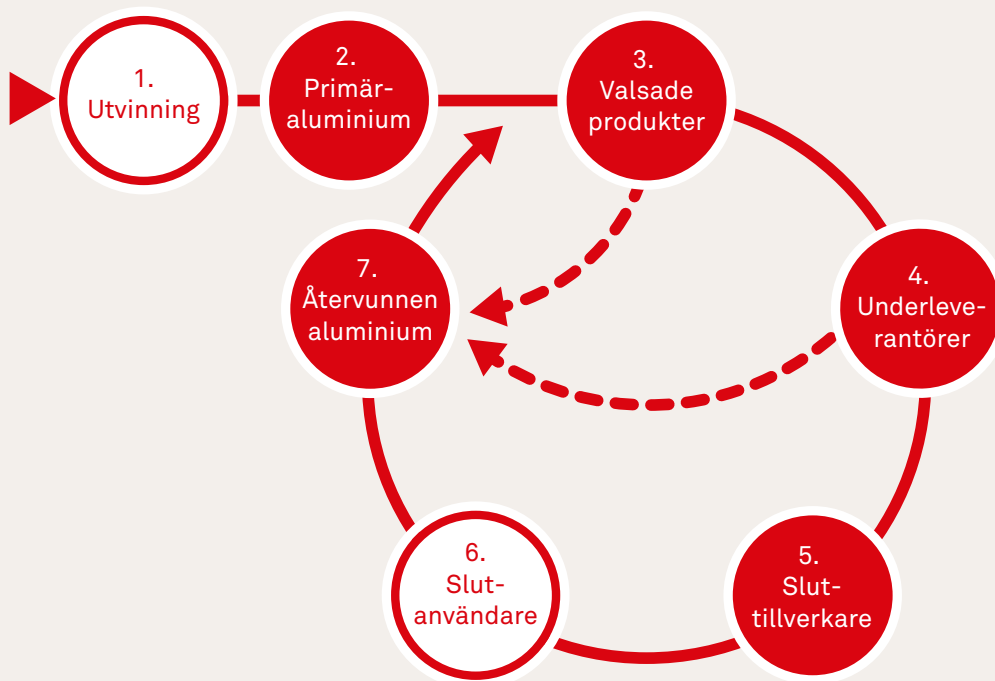 1.
Utvinning
2.
Primär-
aluminium
3.
Valsade
produkter
4.
Underleve-
rantörer
5.
Slut-
tillverkare
6.
Slut-
användare
7.
Återvunnen
aluminium